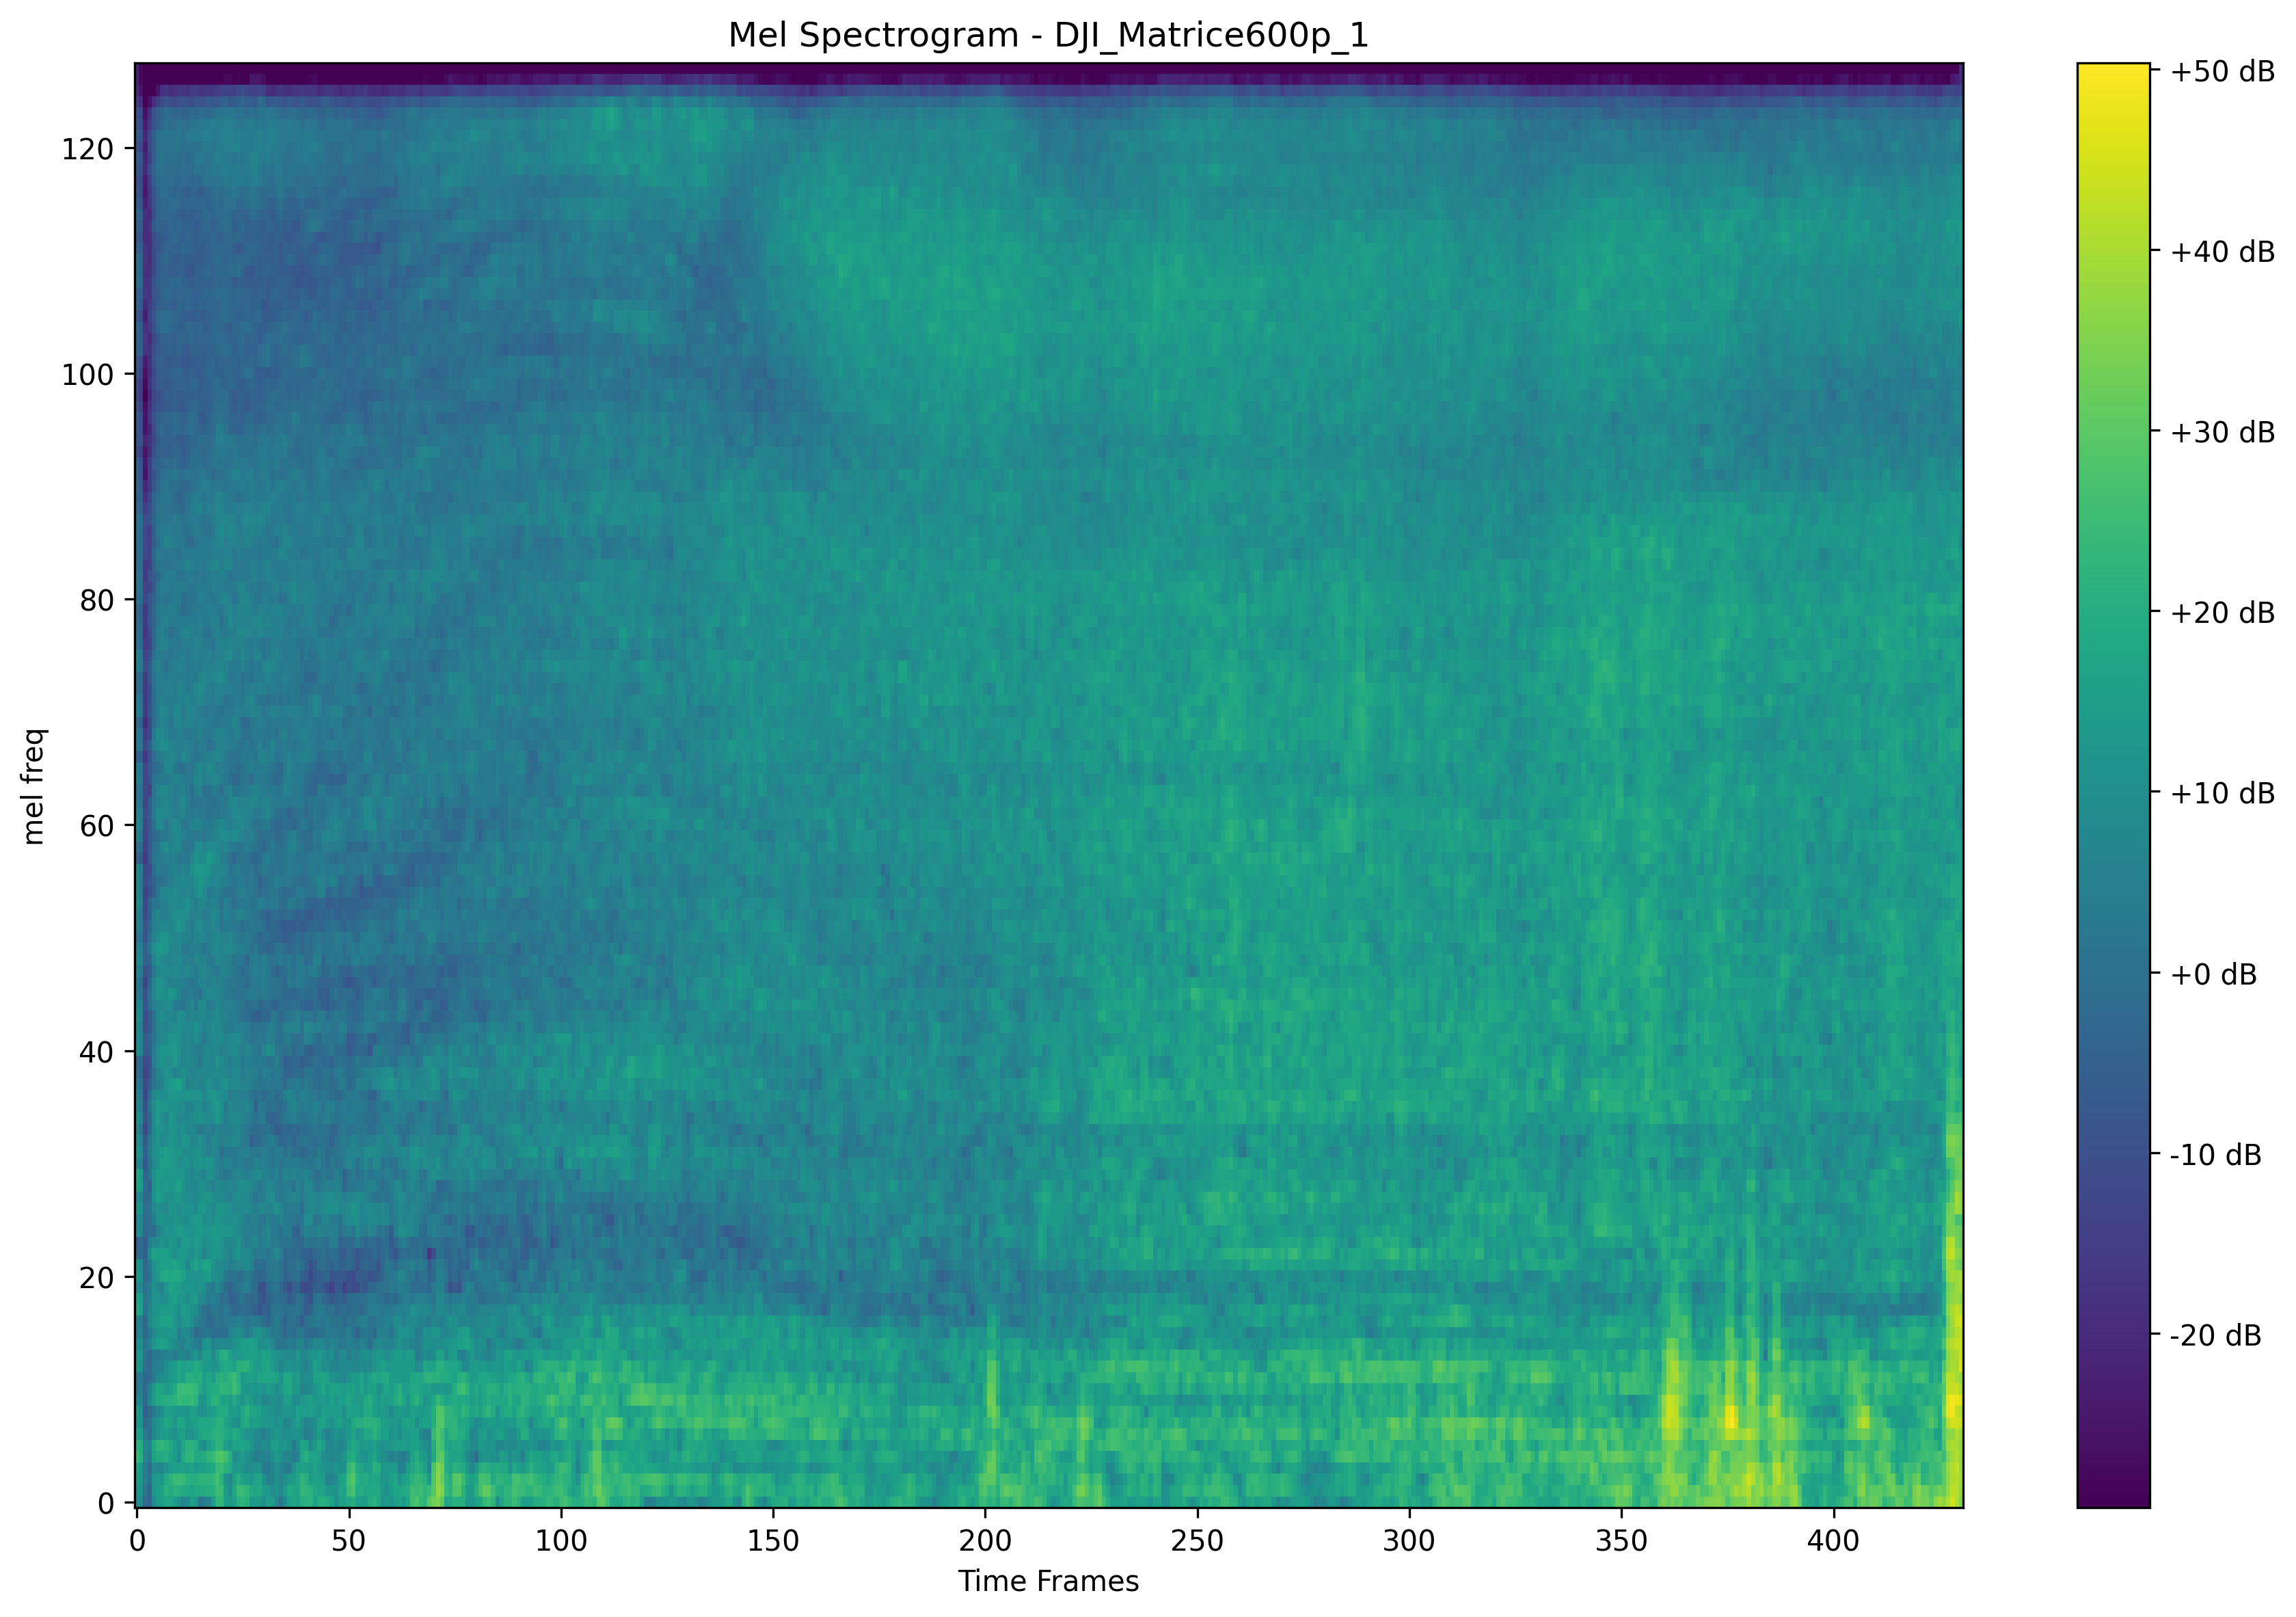 Mel Spectrogram - DJI_Matrice600p_1
mel freq
120
100
80
60
40
20
0
0 50 100 150 200 250 300 350 400
Time Frames
+50 dB
+40 dB
+30 dB
+20 dB
+10 dB
+0 dB
-10 dB
-20 dB